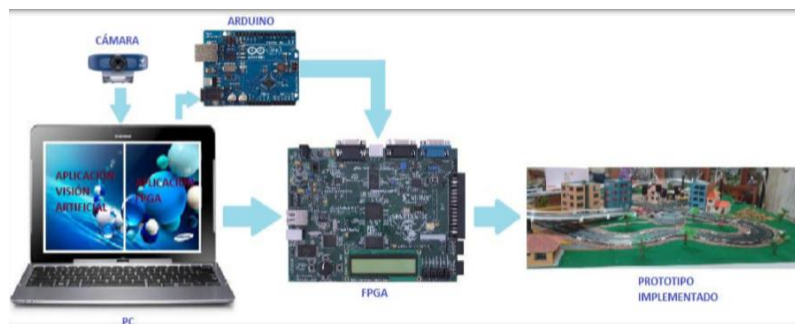 ARDUINO
CÁMARA
APLICACIÓN
VISIÓN
ARTIFICIAL
APLICACIÓN
FPGA
FPGA
PROTOTIPO
IMPLEMENTADO
PC